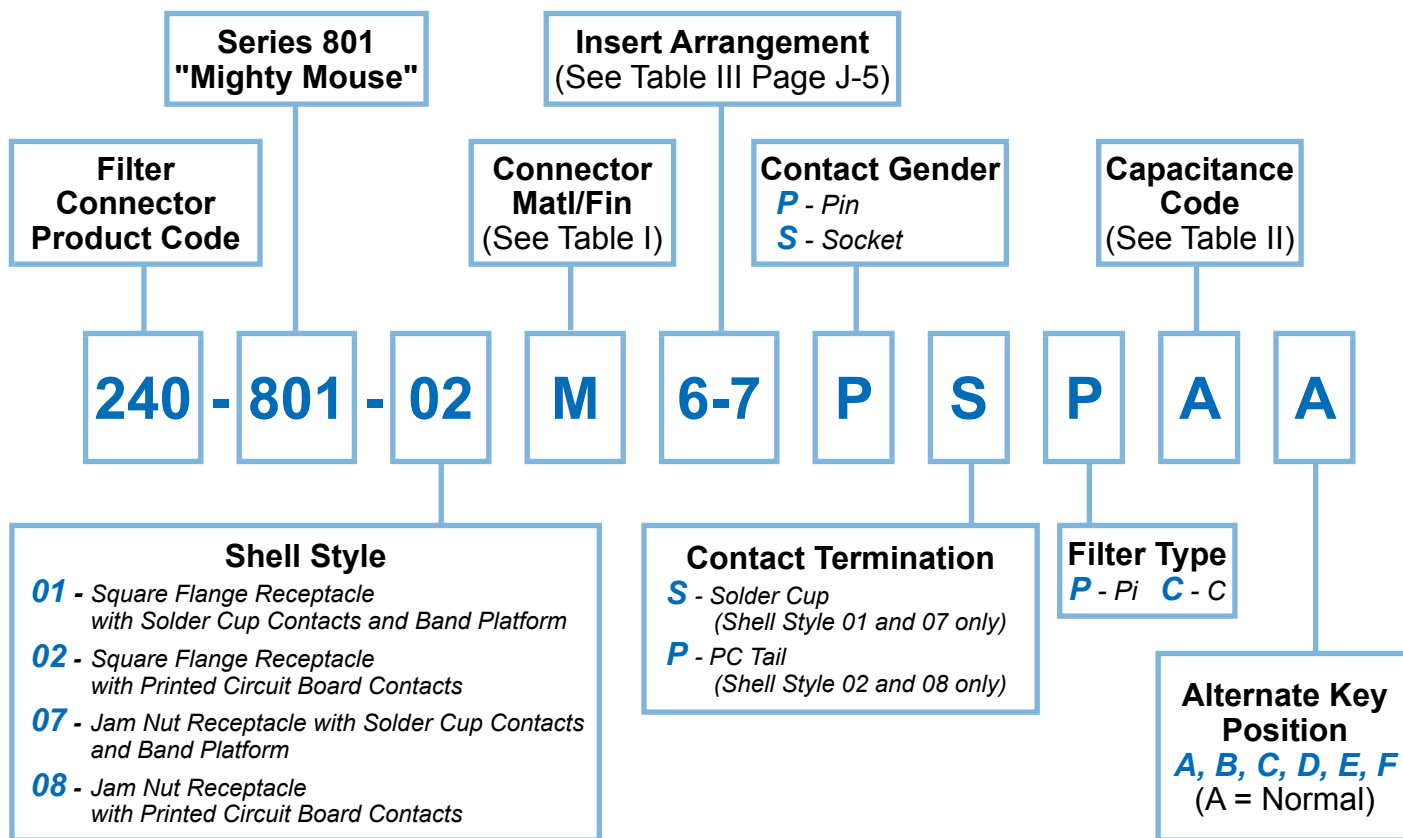 Series 801
"Mighty Mouse"
Insert Arrangement
(See Table III Page J-5)
Filter
Connector
Product Code
Connector
Matl/Fin
(See Table I)
Contact Gender
P - Pin
S - Socket
Capacitance
Code
(See Table II)
240 - 801 - 02 M 6-7 P S P A A
Shell Style
01 - Square Flange Receptacle
with Solder Cup Contacts and Band Platform
02 - Square Flange Receptacle
with Printed Circuit Board Contacts
07 - Jam Nut Receptacle with Solder Cup Contacts
and Band Platform
08 - Jam Nut Receptacle
with Printed Circuit Board Contacts
Contact Termination
S - Solder Cup
(Shell Style 01 and 07 only)
P - PC Tail
(Shell Style 02 and 08 only)
Filter Type
P - Pi C - C
Alternate Key
Position
A, B, C, D, E, F
(A = Normal)